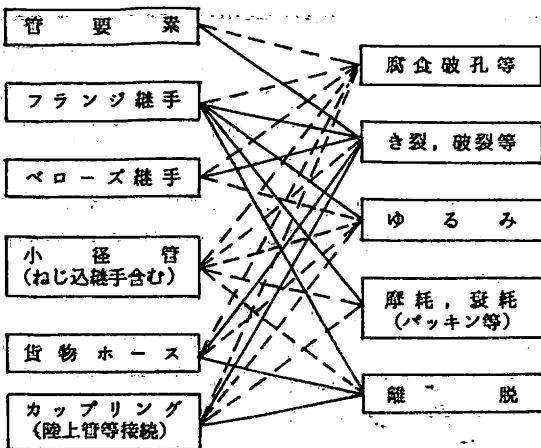 管要素
フランジ継手
ベローズ継手
小径管
(ねじ込継手含む)
貨物ホース
カップリング
(陸上管等接続)
腐食破孔等
き裂,破裂等
ゆるみ
摩耗,衰耗
(パッキン等)
離脱